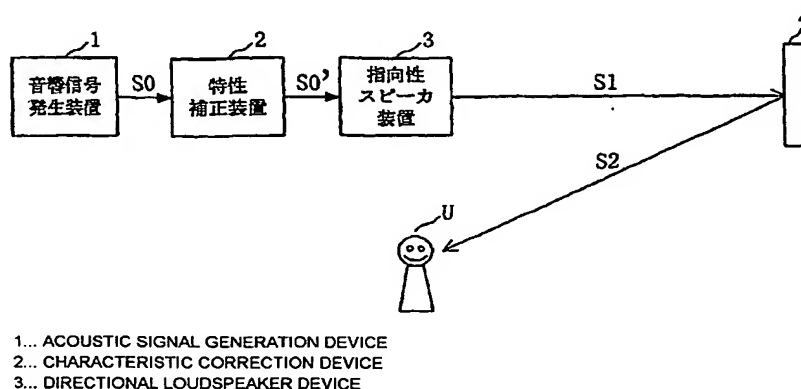 1
2
3
音響信号
発生装置
S0
特性
補正装置
S0'
指向性
スピーカ
装置
S1
S2
U
1... ACOUSTIC SIGNAL GENERATION DEVICE
2... CHARACTERISTIC CORRECTION DEVICE
3... DIRECTIONAL LOUDSPEAKER DEVICE